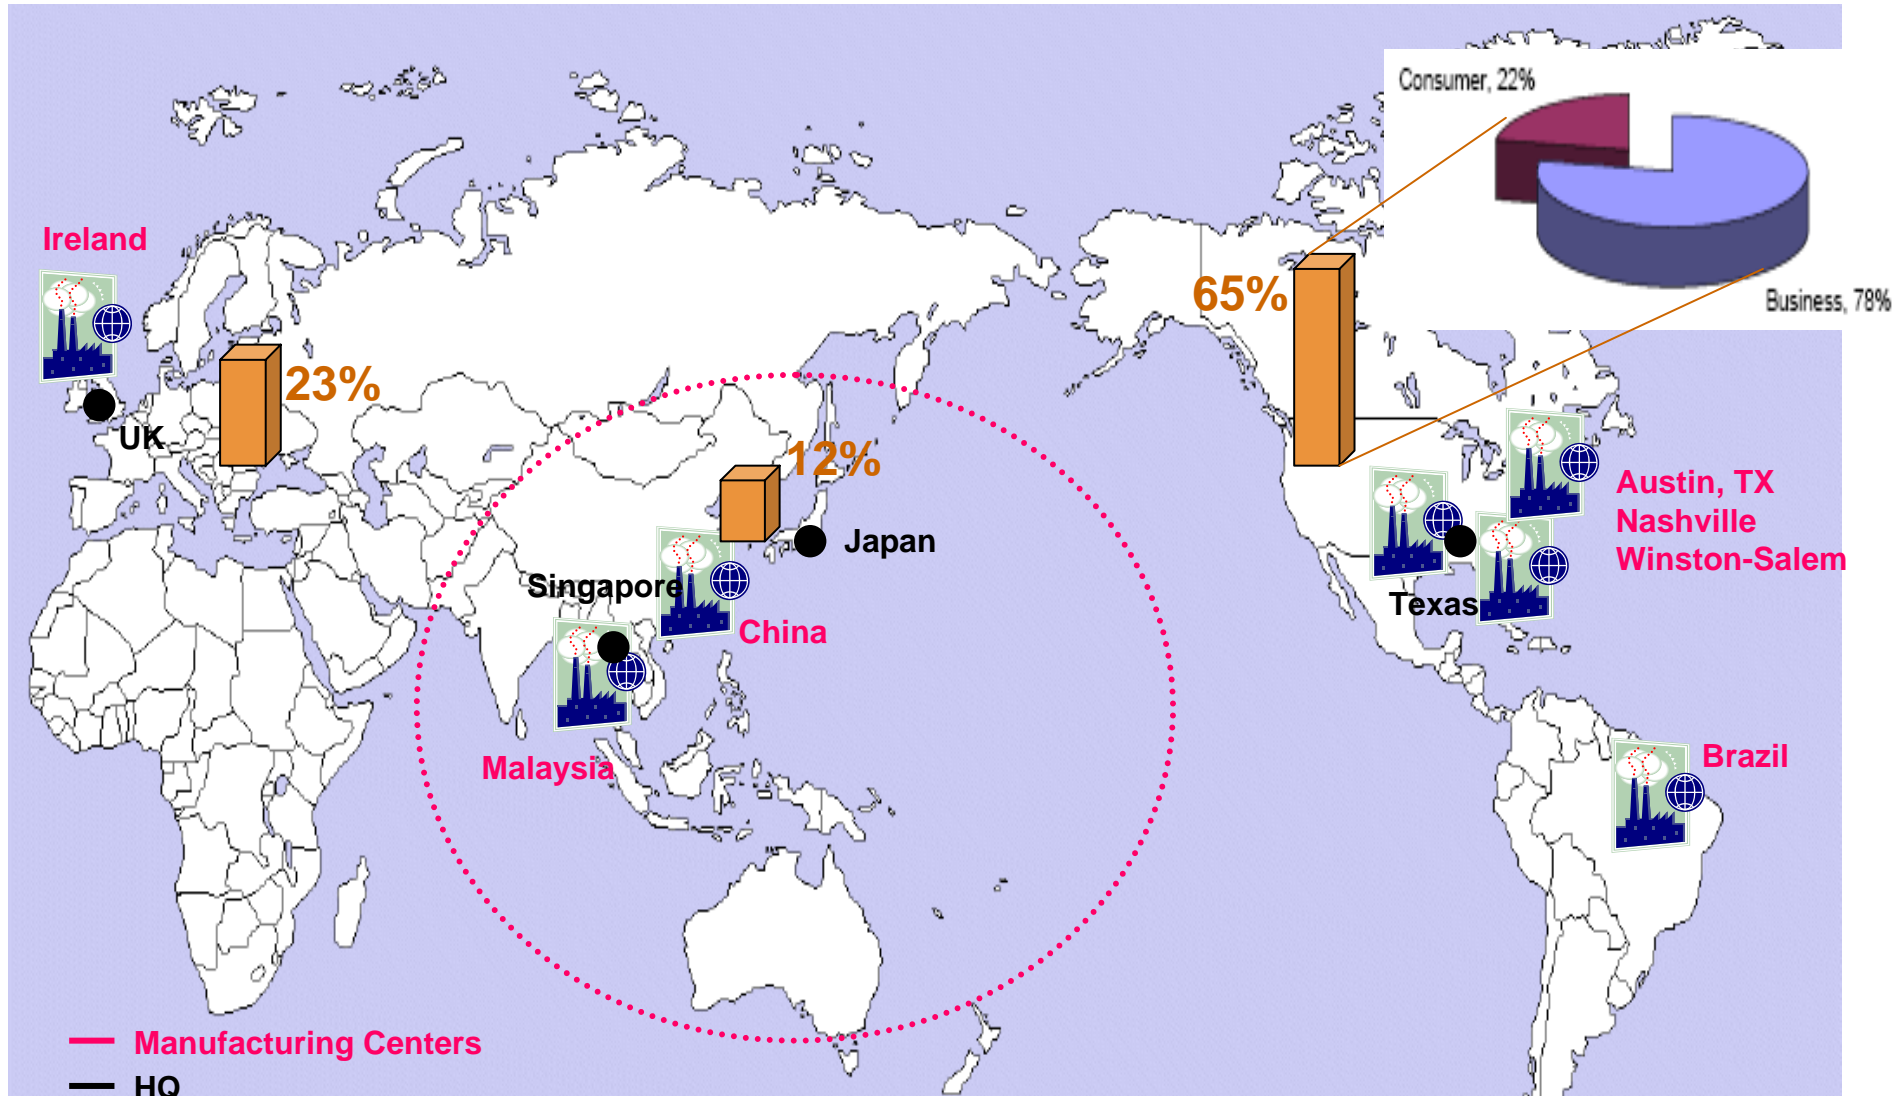 Consumer, 22%
Ireland
65%
Business, 78%
23%
UK
12%
Austin, TX
Nashville
Winston-Salem
Japan
Singapore
Texas
China
Malaysia
Brazil
Manufacturing Centers
HQ